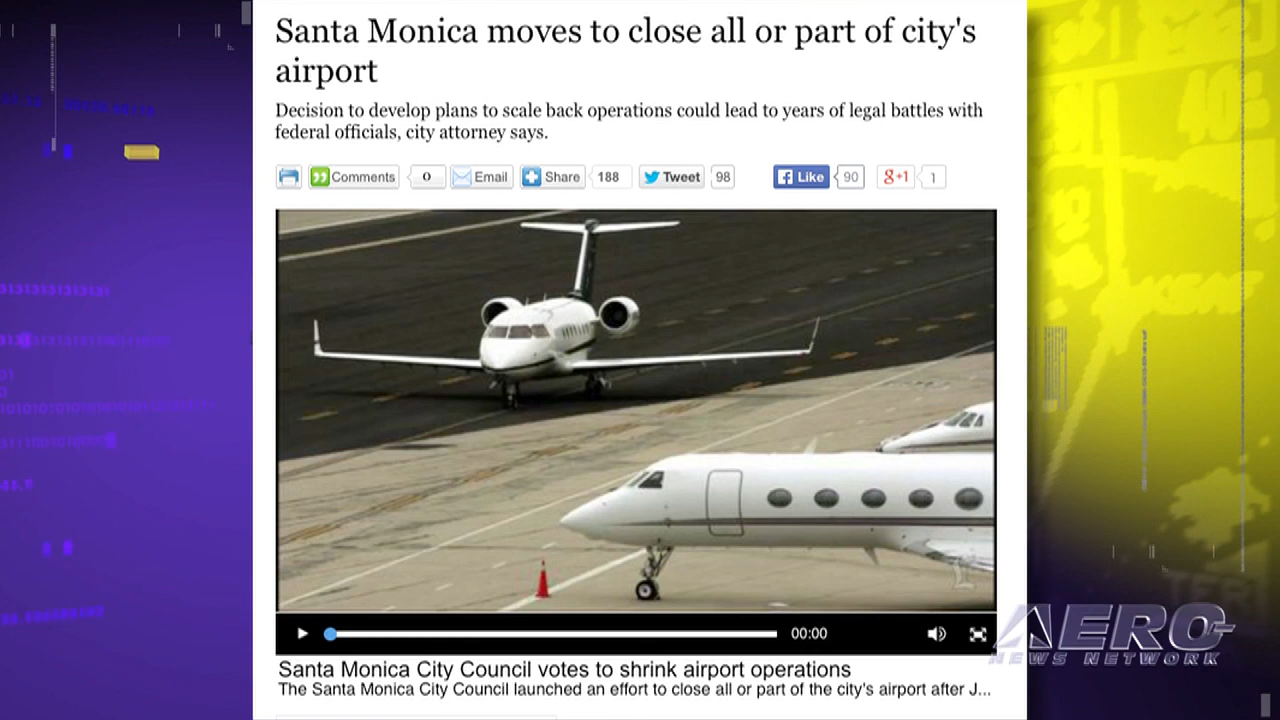 Santa Monica moves to close all or part of city's
airport
Decision to develop plans to scale back operations could lead to years of legal battles with
federal officials, city attorney says.
Comments 0 Email Share 188 Tweet 98 Like 90 g+1 1
00:00
Santa Monica City Council votes to shrink airport operations
The Santa Monica City Council launched an effort to close all or part of the city's airport after J...
AERO-
NEWS NETWORK